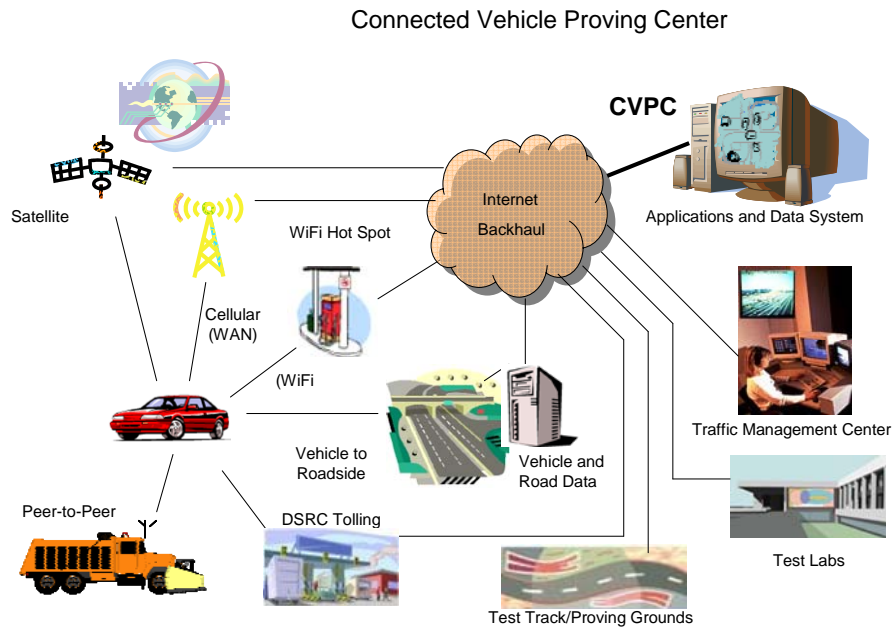 Connected Vehicle Proving Center
CVPC
Satellite
WiFi Hot Spot
Internet
Backhaul
Applications and Data System
Cellular
(WAN)
(WiFi
Traffic Management Center
Vehicle to
Roadside
Vehicle and
Road Data
Peer-to-Peer
DSRC Tolling
Test Labs
Test Track/Proving Grounds